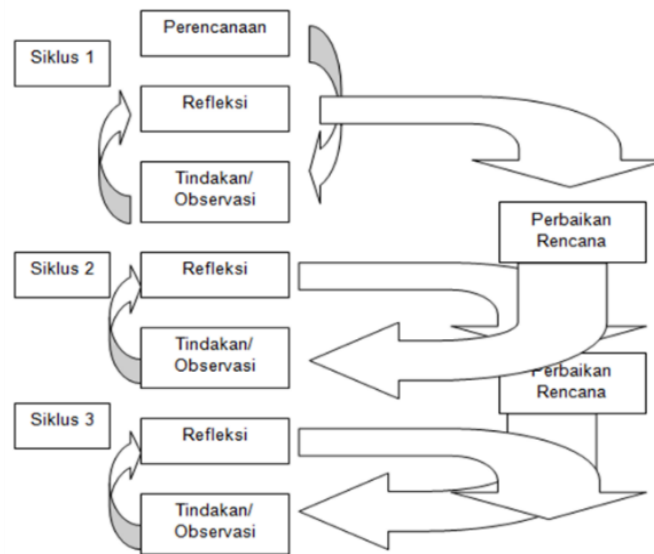 Perencanaan
Siklus 1
Refleksi
Tindakan/
Observasi
Perbaikan
Rencana
Siklus 2
Refleksi
Tindakan/
Observasi
Perbaikan
Rencana
Siklus 3
Refleksi
Tindakan/
Observasi